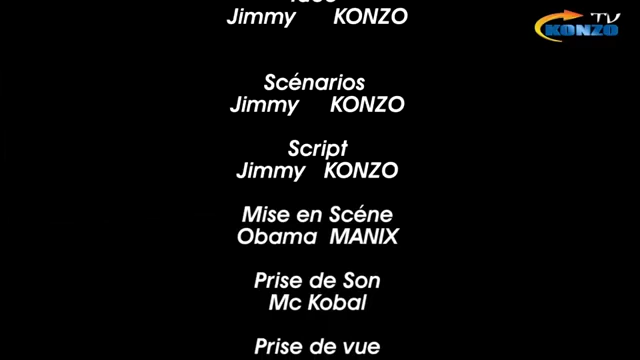 Jimmy KONZO
TV
KONZO
Scénarios
Jimmy KONZO
Script
Jimmy KONZO
Mise en Scéne
Obama MANIX
Prise de Son
Mc Kobal
Prise de vue